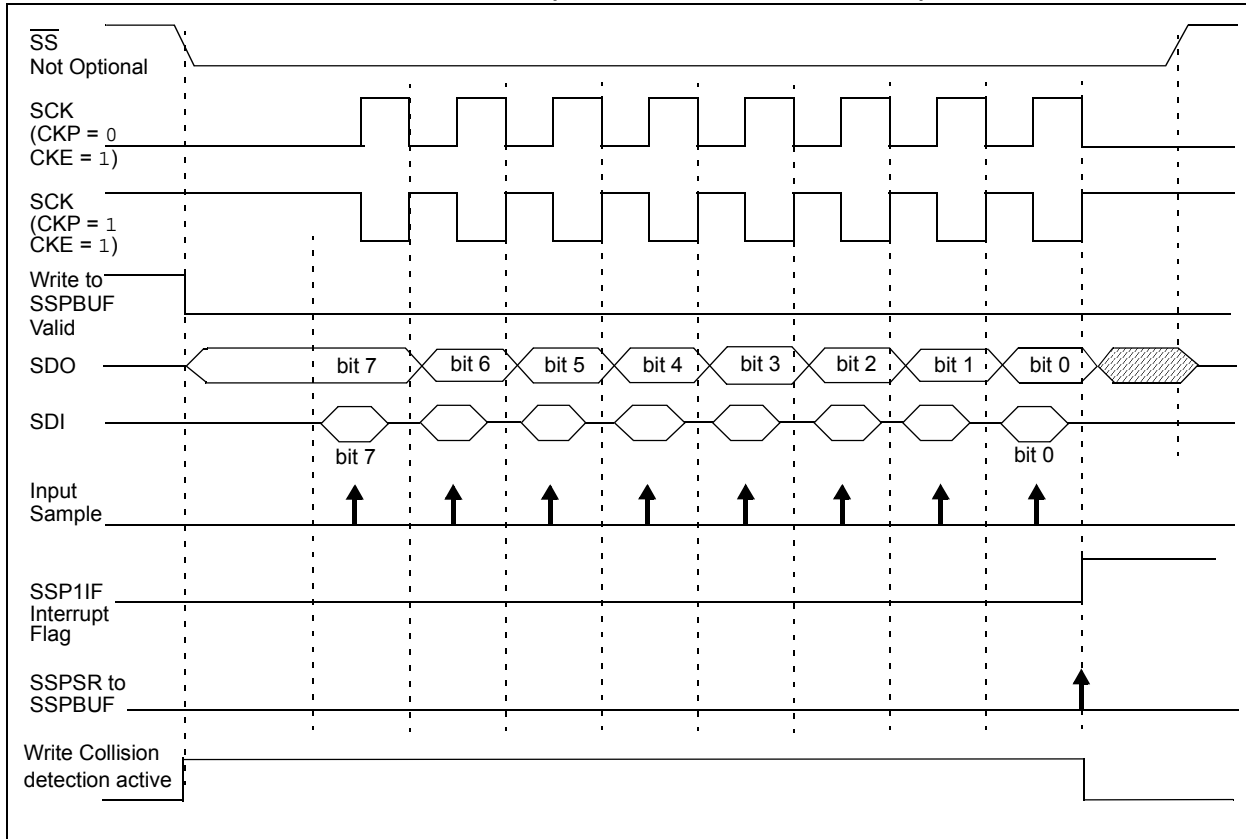 SS
Not Optional
SCK
(CKP = 0
CKE = 1)
SCK
(CKP = 1
CKE = 1)
Write to
SSPBUF
Valid
SDO
bit 7 bit 6 bit 5 bit 4 bit 3 bit 2 bit 1 bit 0
SDI
bit 7 bit 0
Input
Sample
SSP1IF
Interrupt
Flag
SSPSR to
SSPBUF
Write Collision
detection active